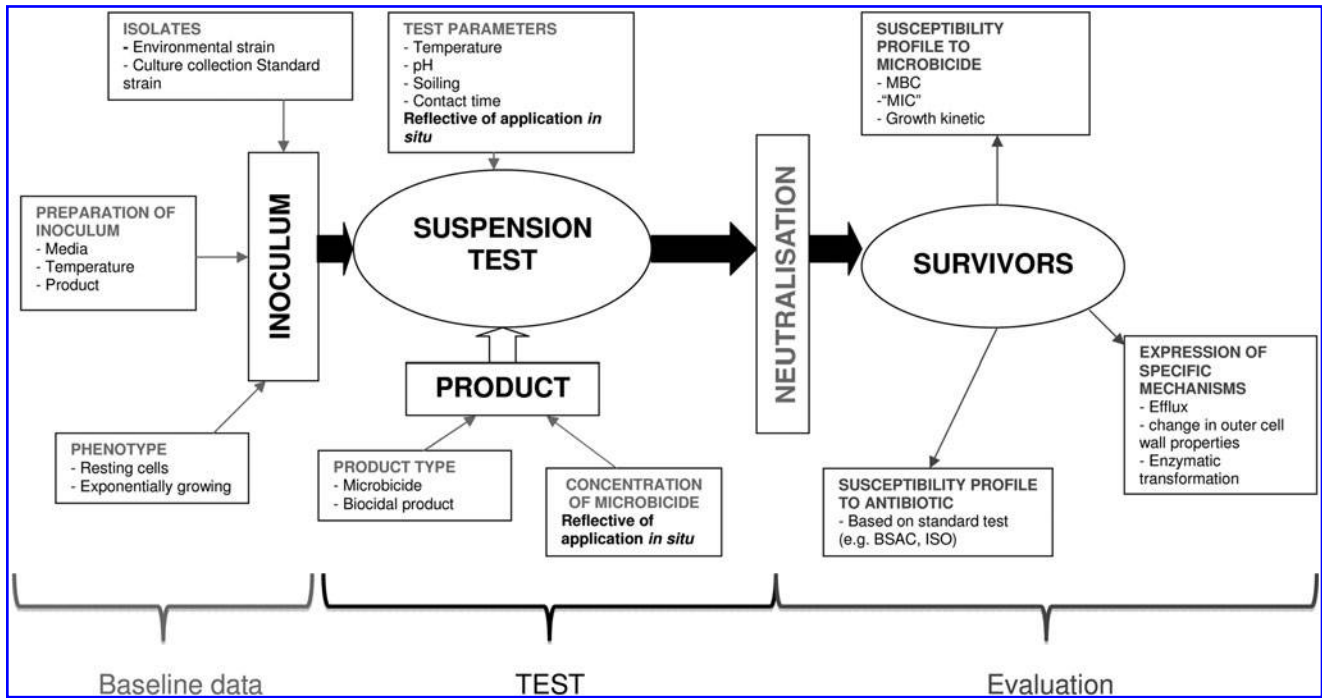 ISOLATES
- Environmental strain
- Culture collection Standard
strain
TEST PARAMETERS
- Temperature
- pH
- Soiling
- Contact time
Reflective of application in
situ
SUSCEPTIBILITY
PROFILE TO
MICROBICIDE
- MBC
-“MIC”
- Growth kinetic
PREPARATION OF
INOCULUM
- Media
- Temperature
- Product
INOCULUM
SUSPENSION
TEST
NEUTRALISATION
SURVIVORS
PRODUCT
EXPRESSION OF
SPECIFIC
MECHANISMS
- Efflux
- change in outer cell
wall properties
- Enzymatic
transformation
PHENOTYPE
- Resting cells
- Exponentially growing
PRODUCT TYPE
- Microbicide
- Biocidal product
CONCENTRATION
OF MICROBICIDE
Reflective of
application in situ
SUSCEPTIBILITY PROFILE
TO ANTIBIOTIC
- Based on standard test
(e.g. BSAC, ISO)
Baseline data
TEST
Evaluation